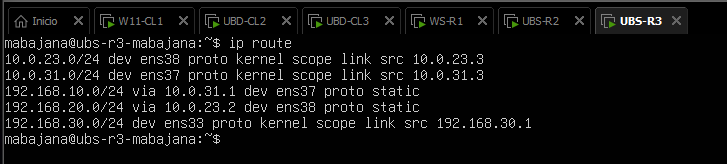 Inicio W11-CL1 UBD-CL2 UBD-CL3 WS-R1 UBS-R2 UBS-R3
mabajana@ubs-r3-mabajana:~$ ip route
10.0.23.0/24 dev ens38 proto kernel scope link src 10.0.23.3
10.0.31.0/24 dev ens37 proto kernel scope link src 10.0.31.3
192.168.10.0/24 via 10.0.31.1 dev ens37 proto static
192.168.20.0/24 via 10.0.23.2 dev ens38 proto static
192.168.30.0/24 dev ens33 proto kernel scope link src 192.168.30.1
mabajana@ubs-r3-mabajana:~$